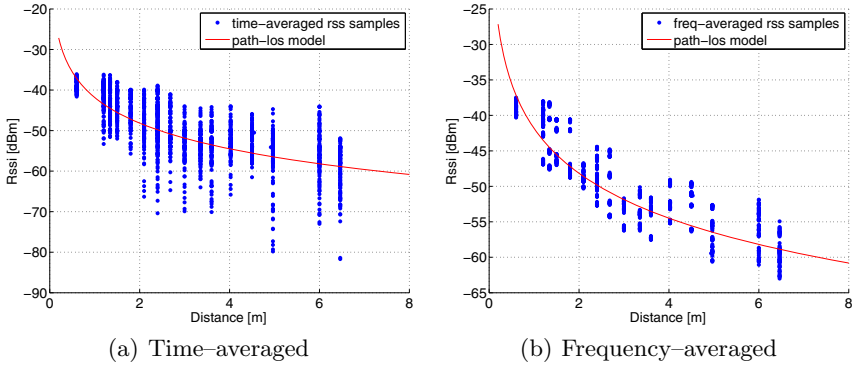 −20
−30
−40
−50
−60
−70
−80
−90
Rssi [dBm]
0
2
4
6
8
Distance [m]
time−averaged rss samples
path−los model
(a) Time–averaged
−25
−30
−35
−40
−45
−50
−55
−60
−65
Rssi [dBm]
0
2
4
6
8
Distance [m]
freq−averaged rss samples
path−los model
(b) Frequency–averaged